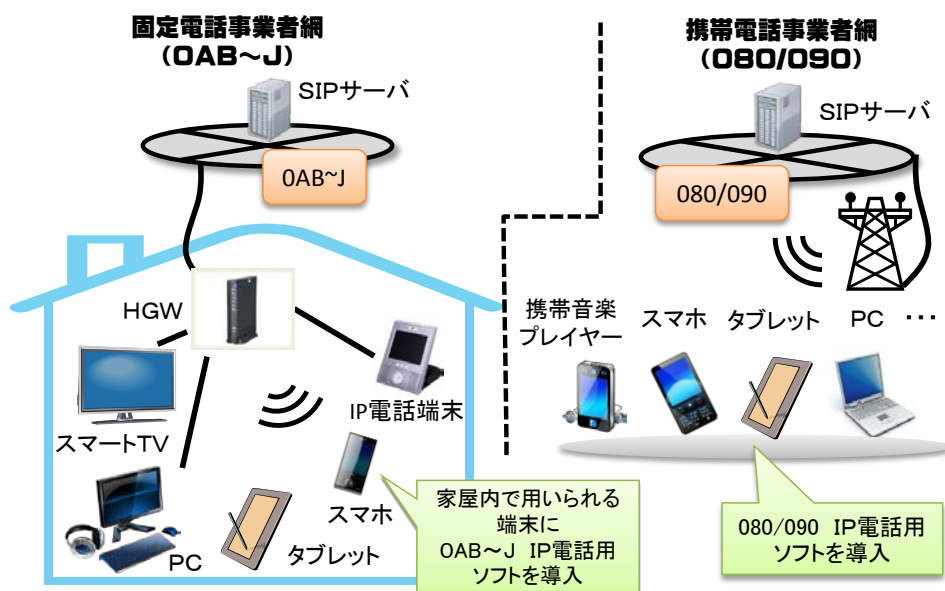 固定電話事業者網
(0AB～J)
SIPサーバ
0AB~J
HGW
スマートTV
IP電話端末
スマホ
PC
タブレット
家屋内で用いられる
端末に
0AB～J IP電話用
ソフトを導入
携帯電話事業者網
(080/090)
SIPサーバ
080/090
携帯音楽
プレイヤー
スマホ
タブレット
PC
…
080/090 IP電話用
ソフトを導入